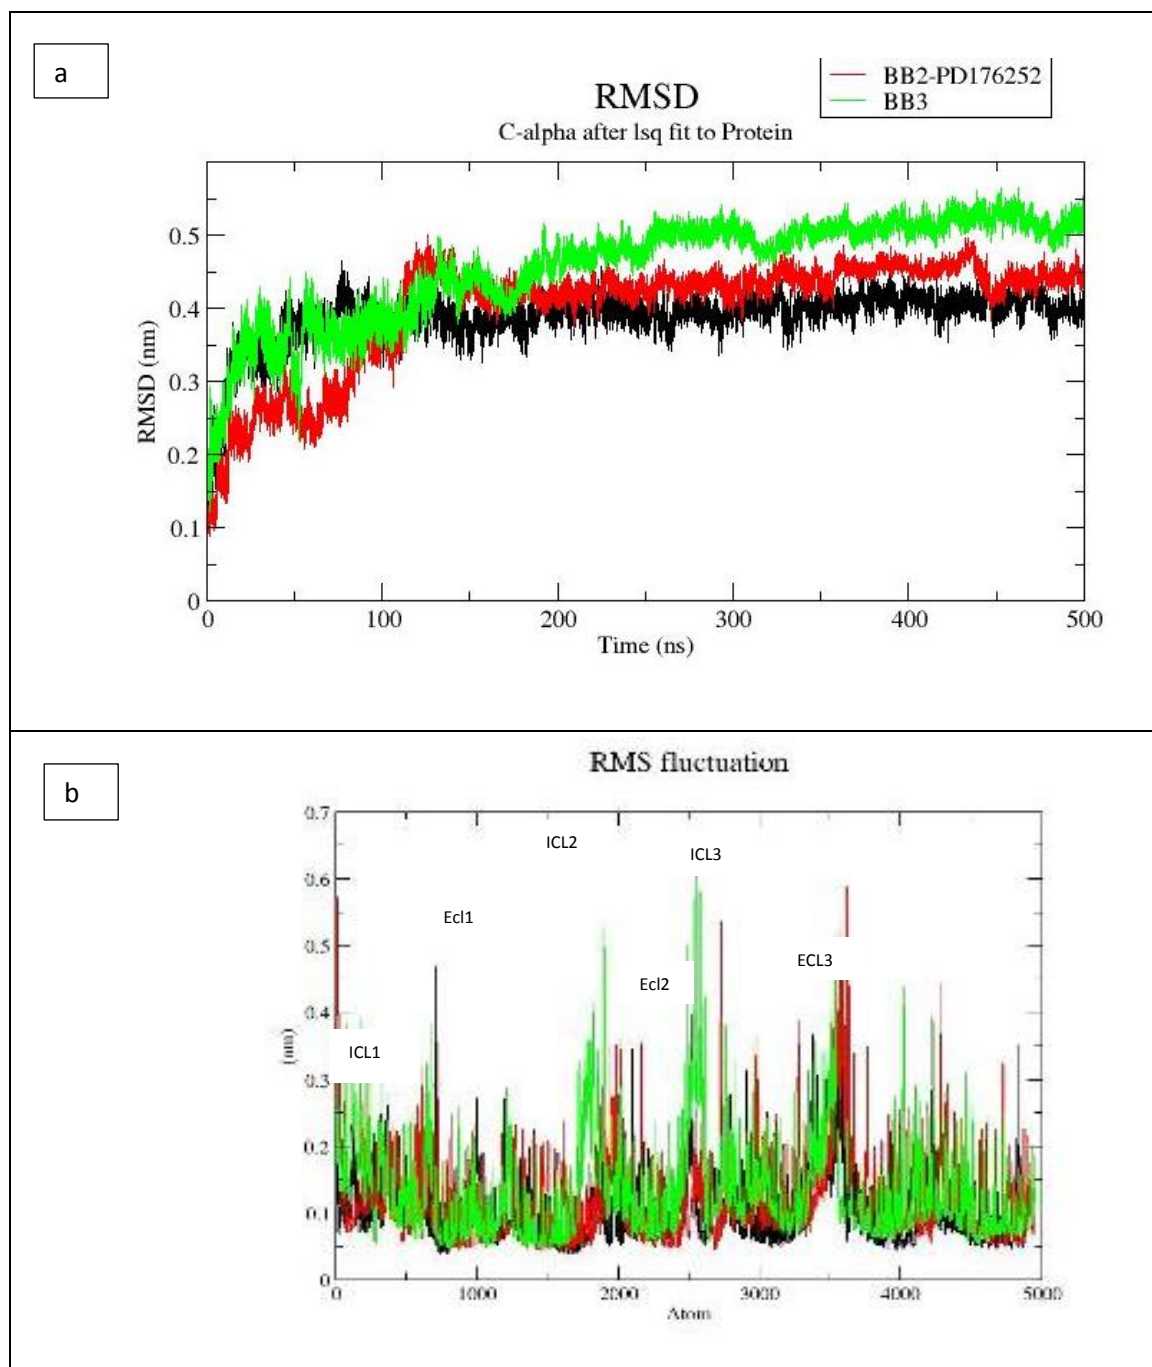 a
BB2-PD176252
BB3
RMSD
C-alpha after lsq fit to Protein
RMSD (nm)
0.5
0.4
0.3
0.2
0.1
0
0 100 200 300 400 500
Time (ns)
b
RMS fluctuation
(nm)
0.7
0.6
0.5
0.4
0.3
0.2
0.1
0
ICL2
ICL3
Ecl1
Ecl2
ECL3
ICL1
0 1000 2000 3000 4000 5000
Atom